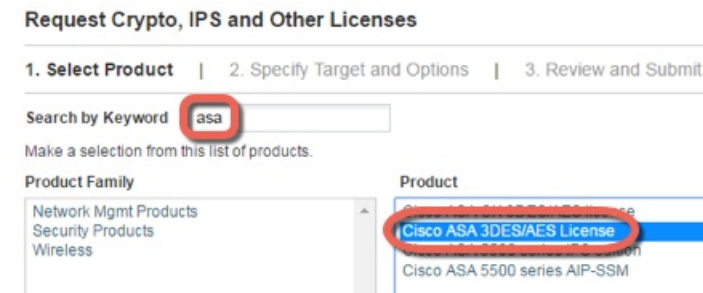 Request Crypto, IPS and Other Licenses
1. Select Product | 2. Specify Target and Options | 3. Review and Submit
Search by Keyword asa
Make a selection from this list of products.
Product Family Product
Network Mgmt Products
Security Products
Wireless
Cisco ASA 3DES/AES License
Cisco ASA 5500 series AIP-SSM